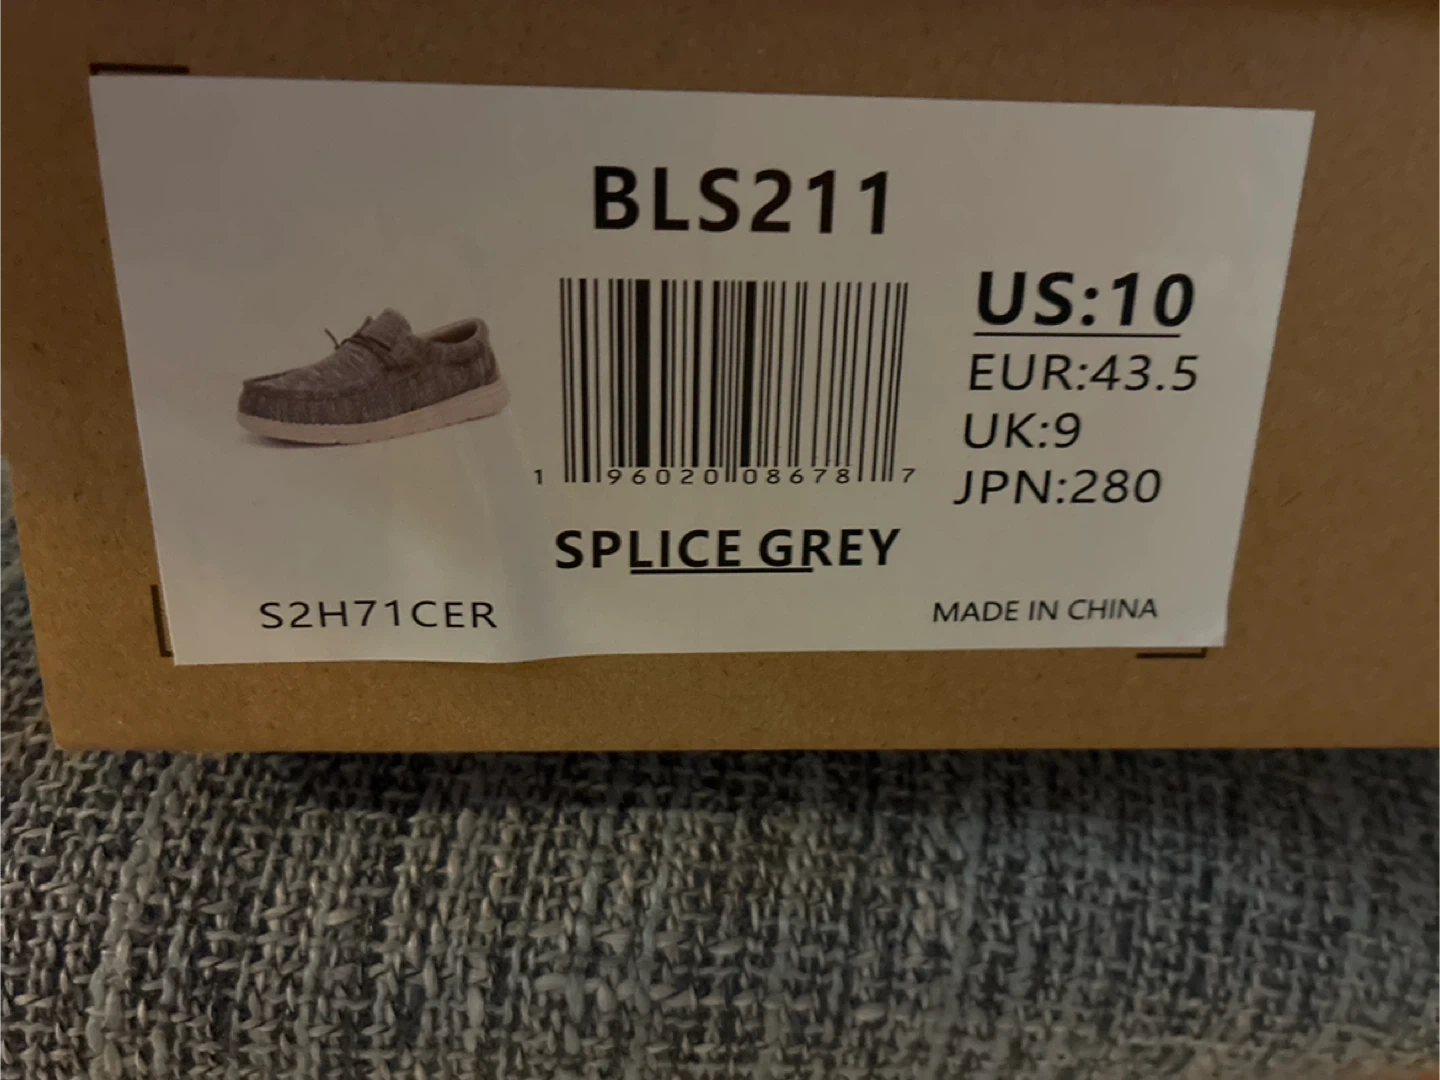 BLS211
US:10
EUR:43.5
UK:9
JPN:280
1 96020 08678 7
SPLICE GREY
S2H71CER
MADE IN CHINA